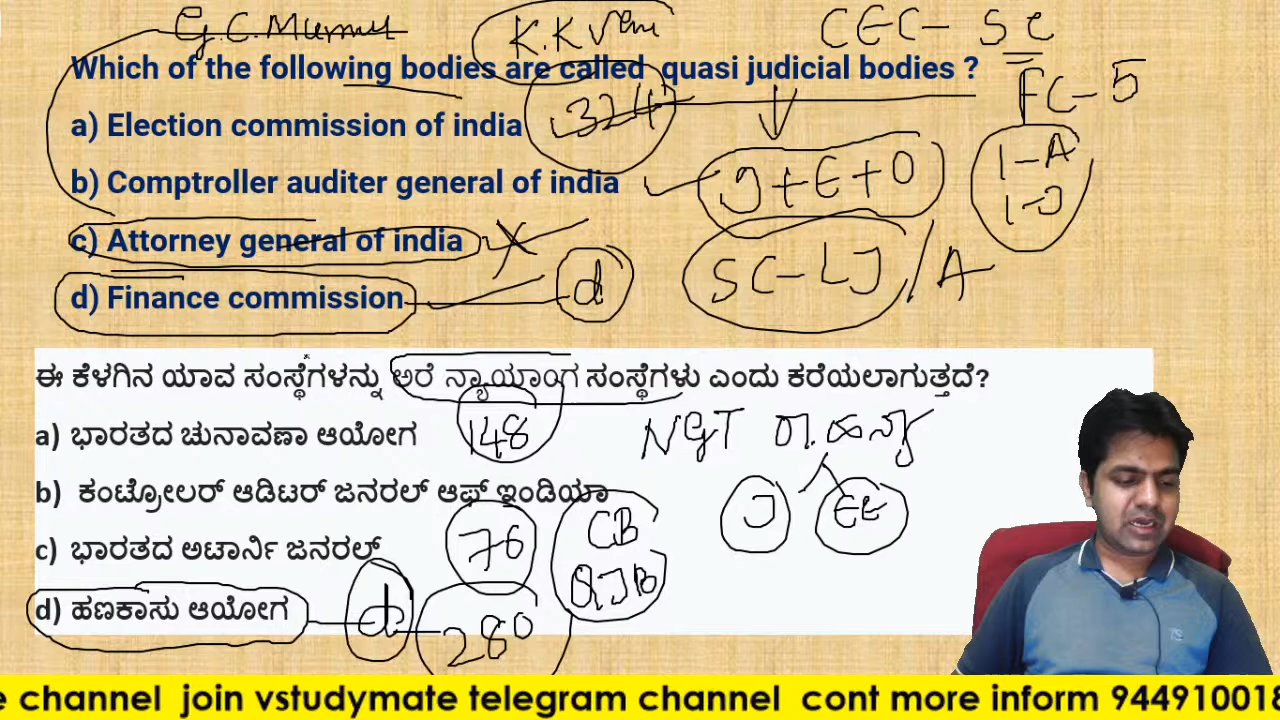 G.C.Murmu K.K Venu CEC- SC
Which of the following bodies are called quasi judicial bodies ?
FC-5
a) Election commission of india 324
1-A
b) Comptroller auditer general of india J+E+O
1-J
c) Attorney general of india
SC-LJ/A
d) Finance commission d
ಈ ಕೆಳಗಿನ ಯಾವ ಸಂಸ್ಥೆಗಳನ್ನು ಅರೆ ನ್ಯಾಯಾಂಗ ಸಂಸ್ಥೆಗಳು ಎಂದು ಕರೆಯಲಾಗುತ್ತದೆ?
a) ಭಾರತದ ಚುನಾವಣಾ ಆಯೋಗ 148 NGT
b) ಕಂಟ್ರೋಲರ್ ಆಡಿಟರ್ ಜನರಲ್ ಆಫ್ ಇಂಡಿಯಾ
J EE
c) ಭಾರತದ ಅಟಾರ್ನಿ ಜನರಲ್ 76 CB
QJB
d) ಹಣಕಾಸು ಆಯೋಗ d 280
e channel join vstudymate telegram channel cont more inform 944910018